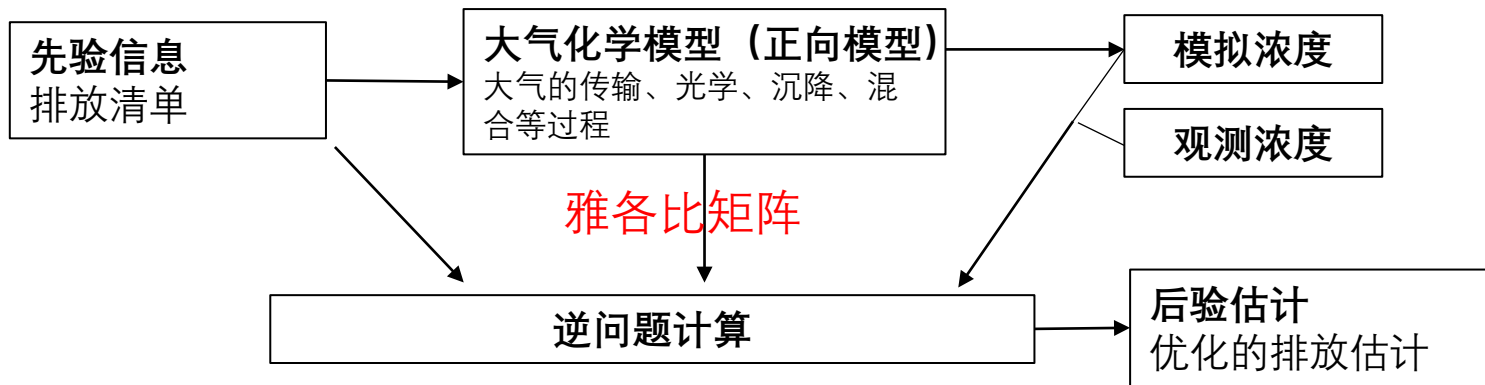 先验信息
排放清单
大气化学模型（正向模型）
大气的传输、光学、沉降、混
合等过程
模拟浓度
观测浓度
雅各比矩阵
逆问题计算
后验估计
优化的排放估计